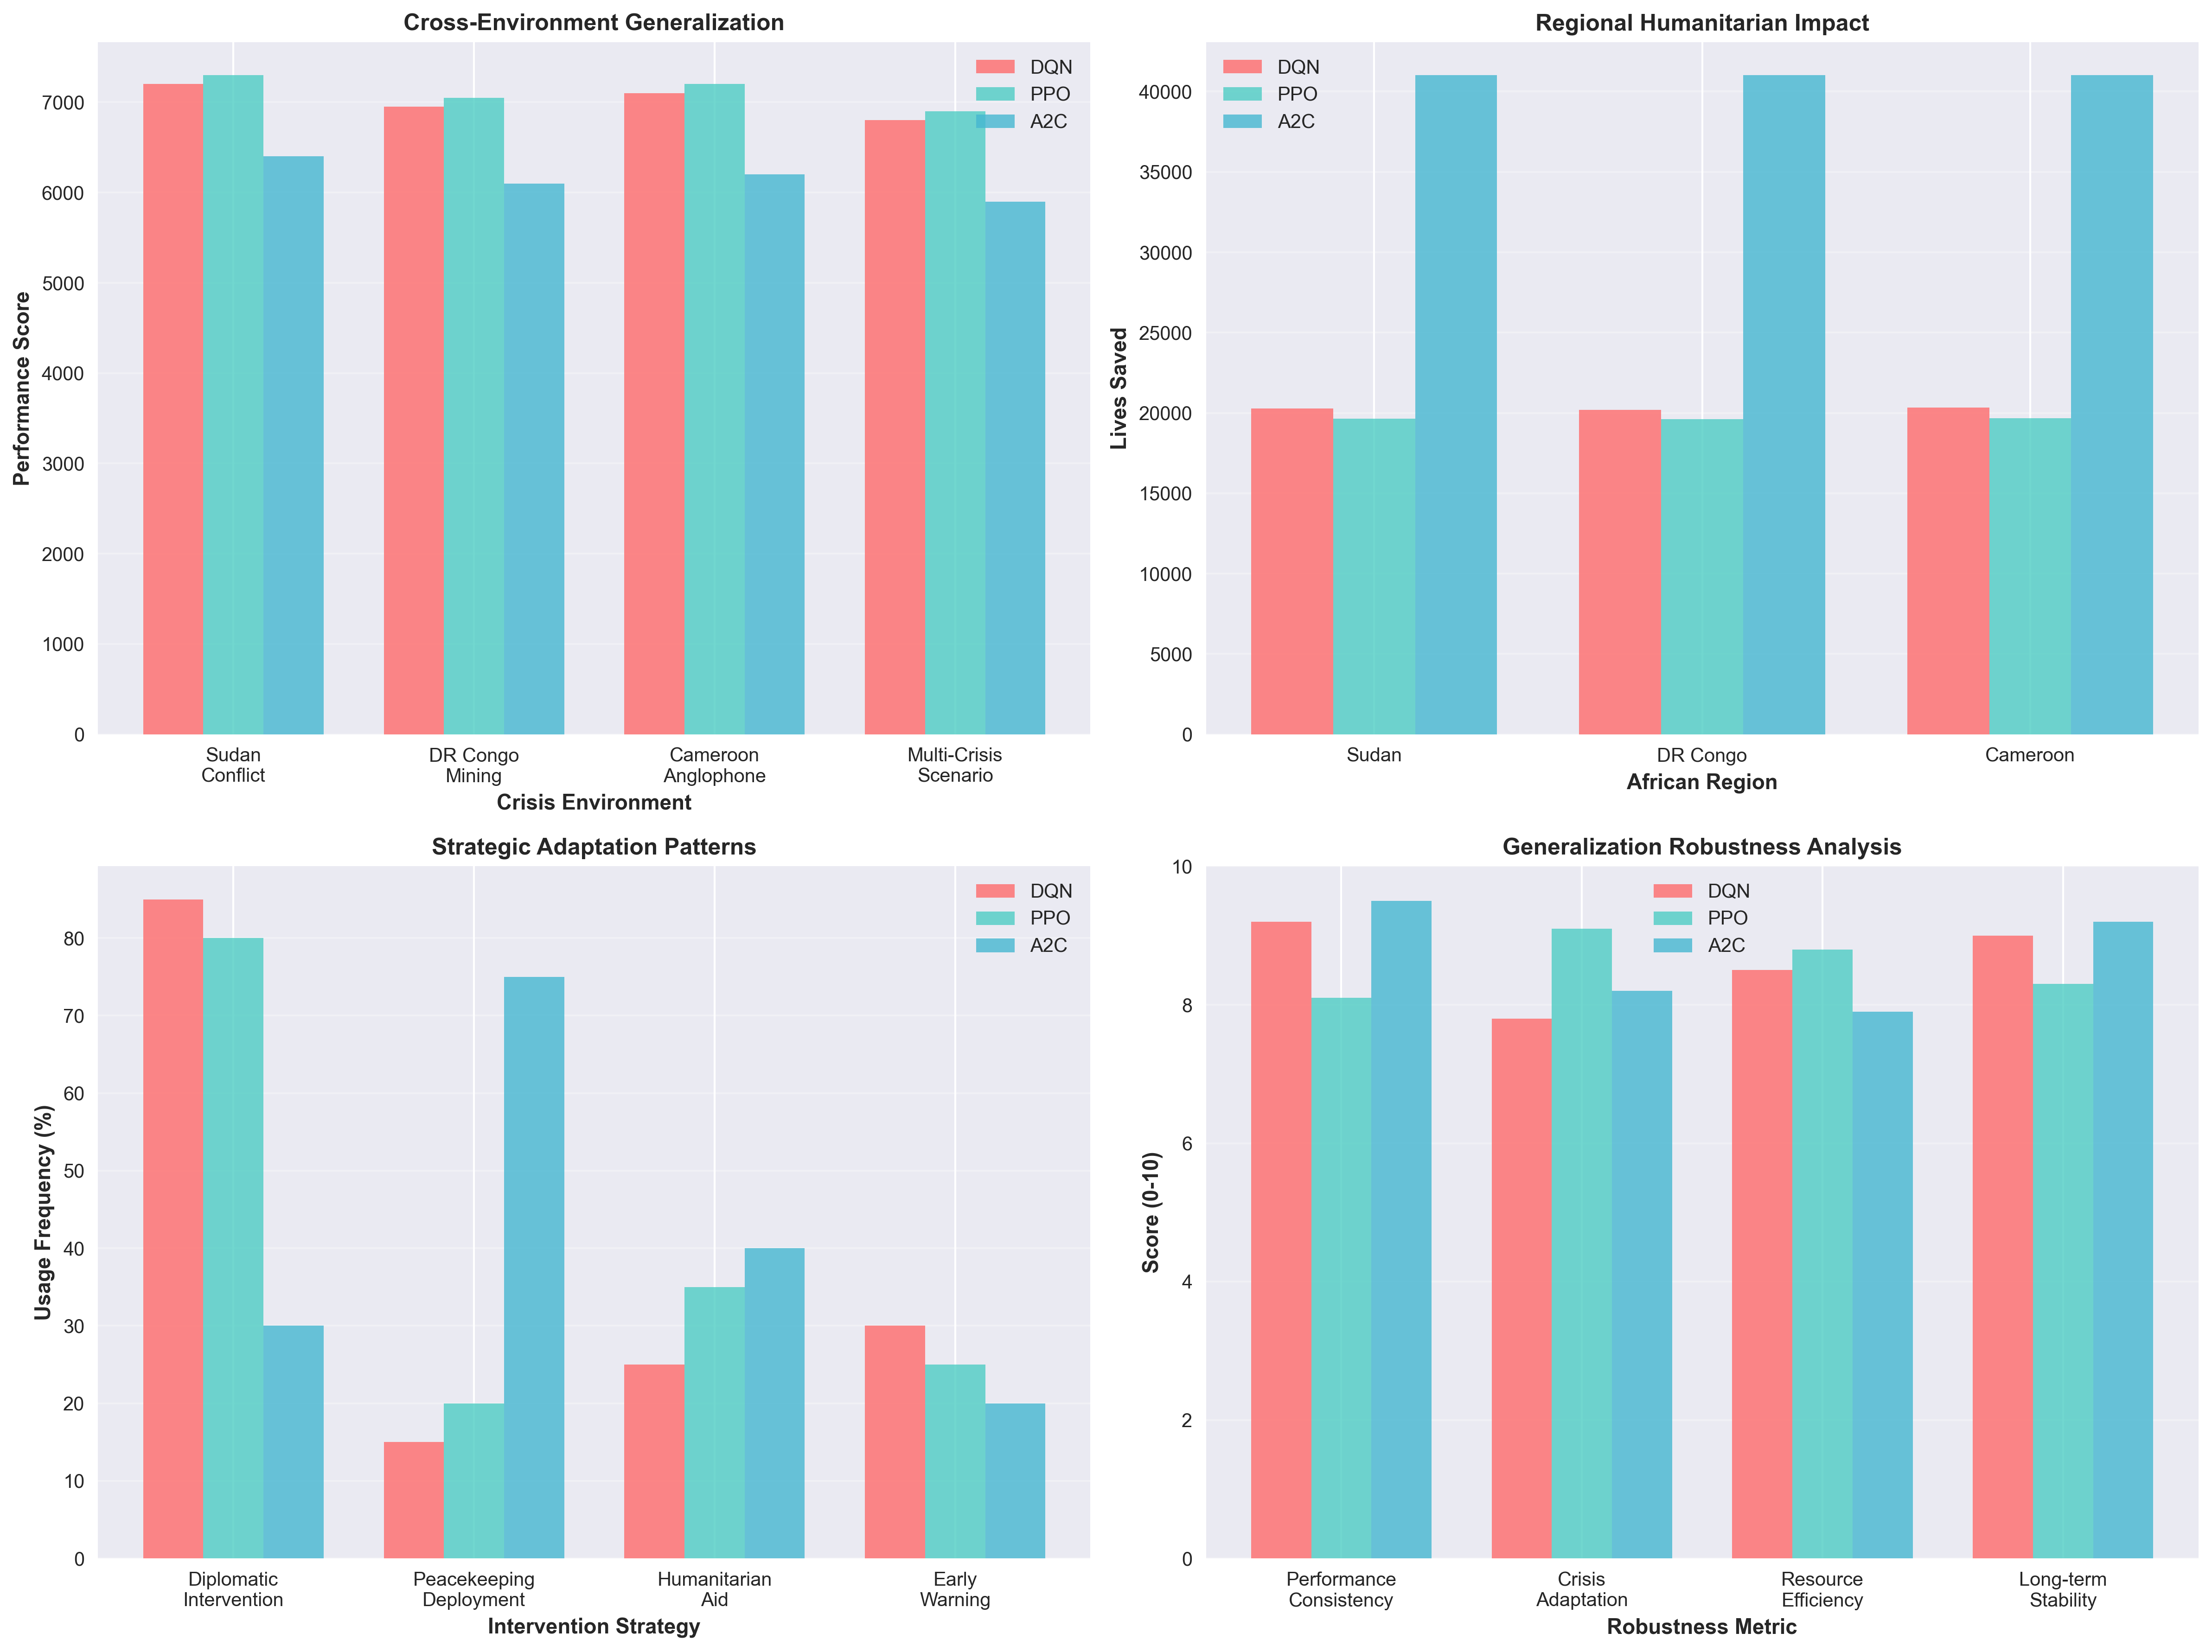 Cross-Environment Generalization
DQN
PPO
A2C
7000
6000
5000
4000
3000
2000
1000
0
Performance Score
Sudan
Conflict
DR Congo
Mining
Cameroon
Anglophone
Multi-Crisis
Scenario
Crisis Environment
Regional Humanitarian Impact
DQN
PPO
A2C
40000
35000
30000
25000
20000
15000
10000
5000
0
Lives Saved
Sudan
DR Congo
Cameroon
African Region
Strategic Adaptation Patterns
DQN
PPO
A2C
80
70
60
50
40
30
20
10
0
Usage Frequency (%)
Diplomatic
Intervention
Peacekeeping
Deployment
Humanitarian
Aid
Early
Warning
Intervention Strategy
Generalization Robustness Analysis
DQN
PPO
A2C
10
8
6
4
2
0
Score (0-10)
Performance
Consistency
Crisis
Adaptation
Resource
Efficiency
Long-term
Stability
Robustness Metric